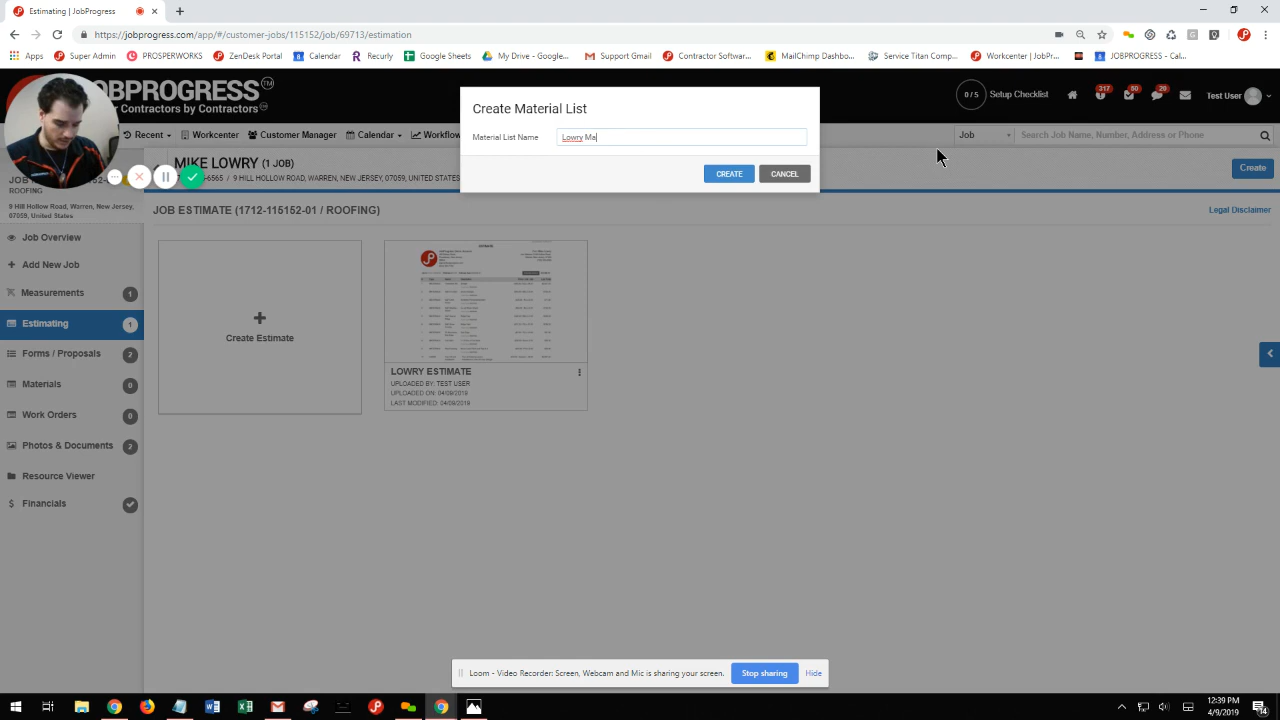 Estimating | JobProgress
https://jobprogress.com/app/#/customer-jobs/115152/job/69713/estimation
Apps
Super Admin
PROSPERWORKS
ZenDesk Portal
Calendar
Recurly
Google Sheets
My Drive - Google...
Support Gmail
Contractor Softwar...
MailChimp Dashbo...
Service Titan Comp...
Workcenter | JobPr...
JOBPROGRESS - Cal...
JOBPROGRESS TM
by Contractors for Contractors
0 / 5
Setup Checklist
317
50
20
Test User
Recent
Workcenter
Customer Manager
Calendar
Workflow
Job
Search Job Name, Number, Address or Phone
Create Material List
Material List Name
Lowry Ma
CREATE
CANCEL
MIKE LOWRY (1 JOB)
6565 / 9 HILL HOLLOW ROAD, WARREN, NEW JERSEY, 07059, UNITED STATES
Create
ROOFING
9 Hill Hollow Road, Warren, New Jersey,
07059, United States
JOB ESTIMATE (1712-115152-01 / ROOFING)
Legal Disclaimer
Job Overview
Add New Job
Measurements 1
Estimating 1
Forms / Proposals 2
Materials 0
Work Orders 0
Photos & Documents 2
Resource Viewer
Financials
Create Estimate
LOWRY ESTIMATE
UPLOADED BY: TEST USER
UPLOADED ON: 04/09/2019
LAST MODIFIED: 04/09/2019
Loom - Video Recorder: Screen, Webcam and Mic is sharing your screen.
Stop sharing
Hide
12:39 PM
4/9/2019
14